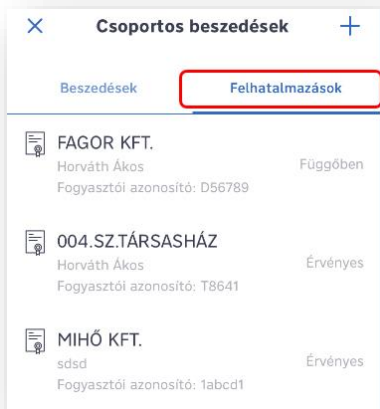 Csoportos beszedések
Beszedések Felhatalmazások
FAGOR KFT.
Horváth Ákos Függőben
Fogyasztói azonosító: D56789
004.SZ.TÁRSASHÁZ
Horváth Ákos Érvényes
Fogyasztói azonosító: T8641
MIHŐ KFT.
sdsd Érvényes
Fogyasztói azonosító: 1abcd1